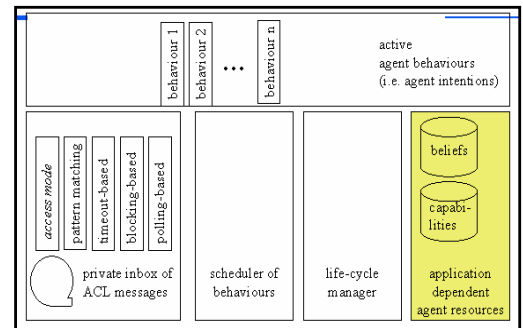 behaviour 1
behaviour 2
...
behaviour n
active
agent behaviours
(i.e. agent intentions)
access mode
pattern matching
timeout-based
blocking-based
polling-based
private inbox of
ACL messages
scheduler of
behaviours
life-cycle
manager
beliefs
capabi-
lities
application
dependent
agent resources